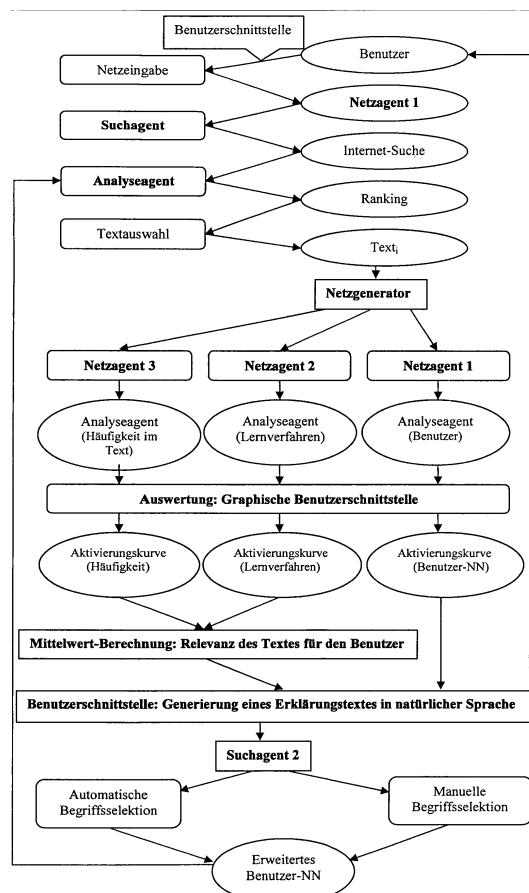 Benutzerschnittstelle
Benutzer
Netzeingabe
Netzagent 1
Suchagent
Internet-Suche
Analyseagent
Ranking
Textauswahl
Texti
Netzgenerator
Netzagent 3
Netzagent 2
Netzagent 1
Analyseagent
(Häufigkeit im
Text)
Analyseagent
(Lernverfahren)
Analyseagent
(Benutzer)
Auswertung: Graphische Benutzerschnittstelle
Aktivierungskurve
(Häufigkeit)
Aktivierungskurve
(Lernverfahren)
Aktivierungskurve
(Benutzer-NN)
Mittelwert-Berechnung: Relevanz des Textes für den Benutzer
Benutzerschnittstelle: Generierung eines Erklärungstextes in natürlicher Sprache
Suchagent 2
Automatische
Begriffsselektion
Manuelle
Begriffsselektion
Erweitertes
Benutzer-NN